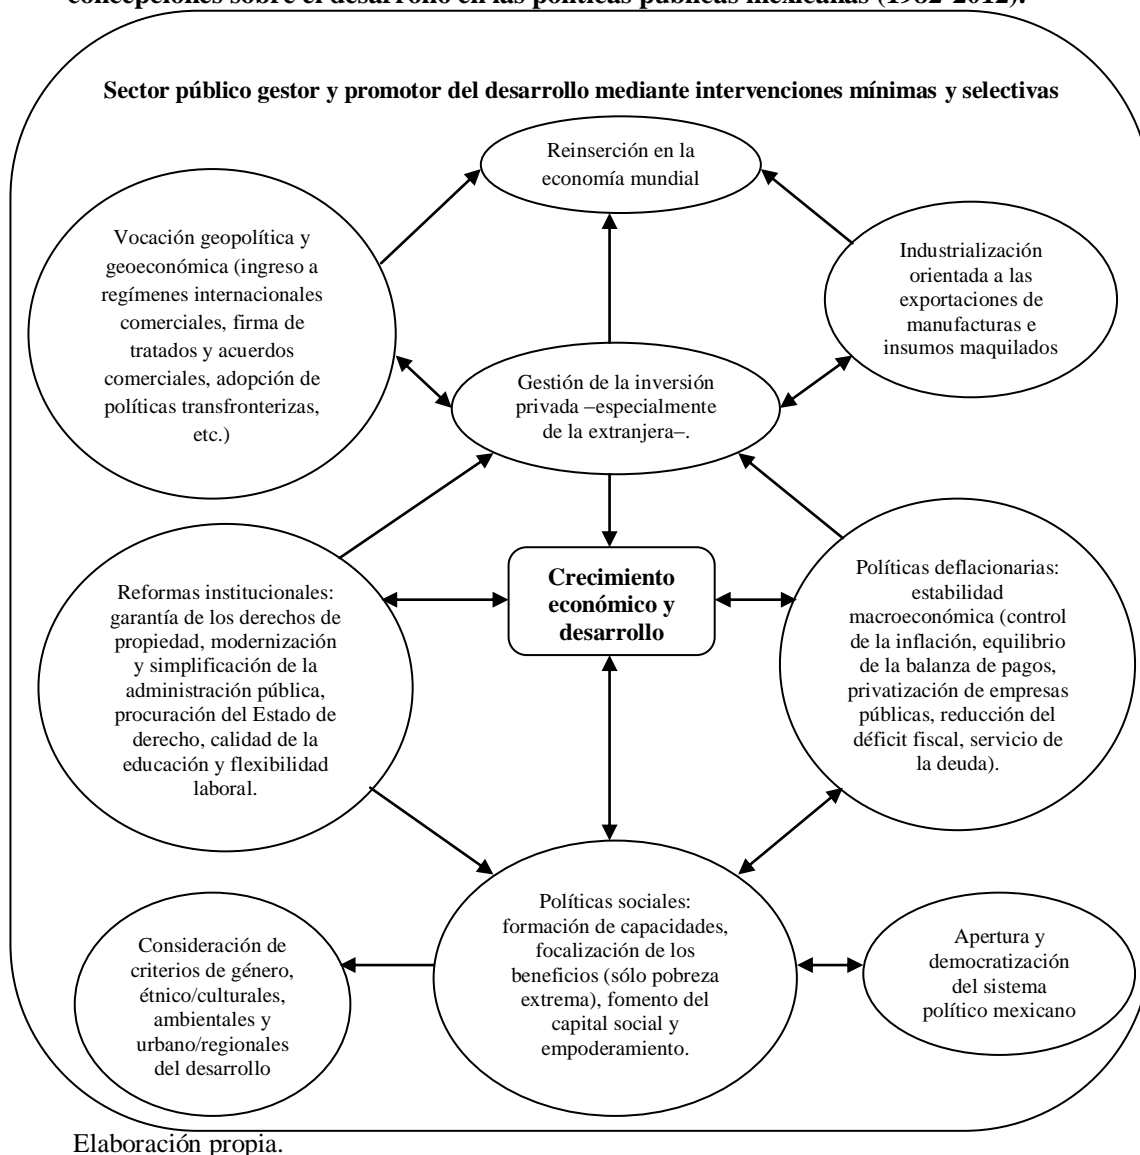 concepciones sobre el desarrollo en las políticas públicas mexicanas (1982-2012).
Sector público gestor y promotor del desarrollo mediante intervenciones mínimas y selectivas
Reinserción en la
economía mundial
Vocación geopolítica y
geoeconómica (ingreso a
regímenes internacionales
comerciales, firma de
tratados y acuerdos
comerciales, adopción de
políticas transfronterizas,
etc.)
Industrialización
orientada a las
exportaciones de
manufacturas e
insumos maquilados
Gestión de la inversión
privada –especialmente
de la extranjera–.
Crecimiento
económico y
desarrollo
Reformas institucionales:
garantía de los derechos de
propiedad, modernización
y simplificación de la
administración pública,
procuración del Estado de
derecho, calidad de la
educación y flexibilidad
laboral.
Políticas deflacionarias:
estabilidad
macroeconómica (control
de la inflación, equilibrio
de la balanza de pagos,
privatización de empresas
públicas, reducción del
déficit fiscal, servicio de
la deuda).
Políticas sociales:
formación de capacidades,
focalización de los
beneficios (sólo pobreza
extrema), fomento del
capital social y
empoderamiento.
Consideración de
criterios de género,
étnico/culturales,
ambientales y
urbano/regionales
del desarrollo
Apertura y
democratización
del sistema
político mexicano
Elaboración propia.